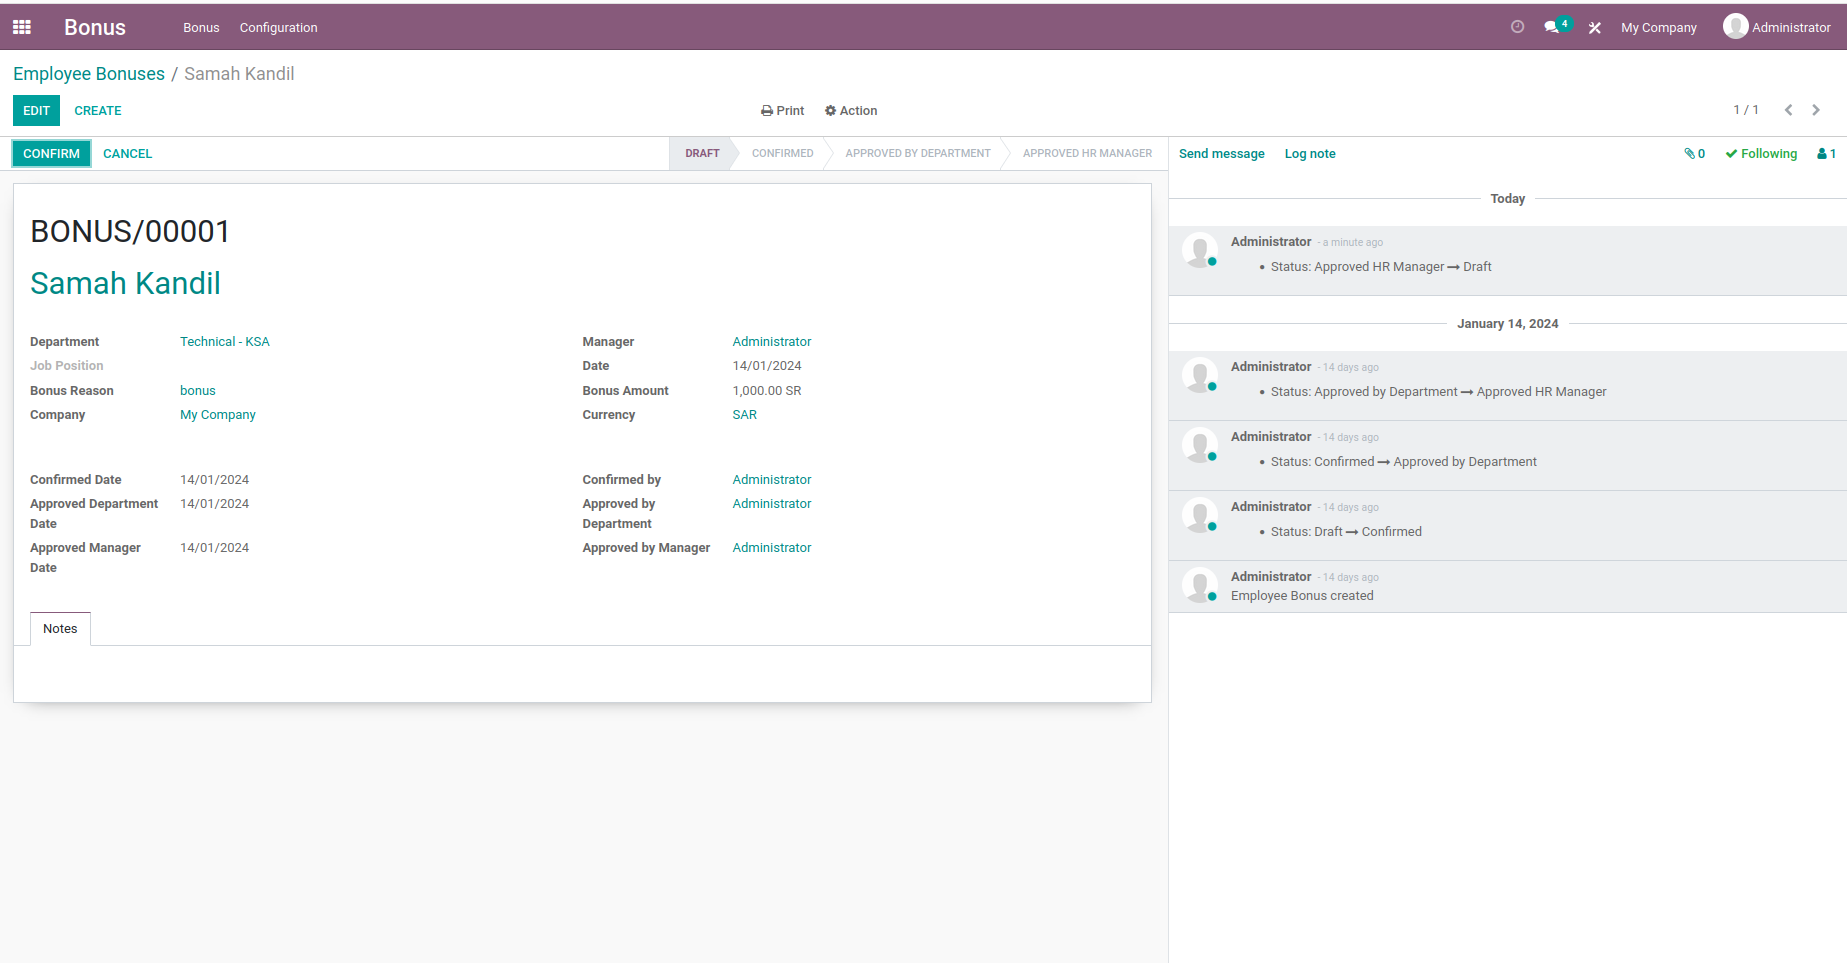 Bonus
Bonus Configuration
4
My Company
Administrator
Employee Bonuses / Samah Kandil
EDIT CREATE
Print Action
1 / 1
CONFIRM CANCEL
DRAFT CONFIRMED APPROVED BY DEPARTMENT APPROVED HR MANAGER
BONUS/00001
Samah Kandil
Department Technical - KSA
Manager Administrator
Job Position
Date 14/01/2024
Bonus Reason bonus
Bonus Amount 1,000.00 SR
Company My Company
Currency SAR
Confirmed Date 14/01/2024
Confirmed by Administrator
Approved Department
Date
14/01/2024
Approved by
Department
Administrator
Approved Manager
Date
14/01/2024
Approved by Manager Administrator
Notes
Send message Log note
0 Following 1
Today
Administrator - a minute ago
• Status: Approved HR Manager → Draft
January 14, 2024
Administrator - 14 days ago
• Status: Approved by Department → Approved HR Manager
Administrator - 14 days ago
• Status: Confirmed → Approved by Department
Administrator - 14 days ago
• Status: Draft → Confirmed
Administrator - 14 days ago
Employee Bonus created